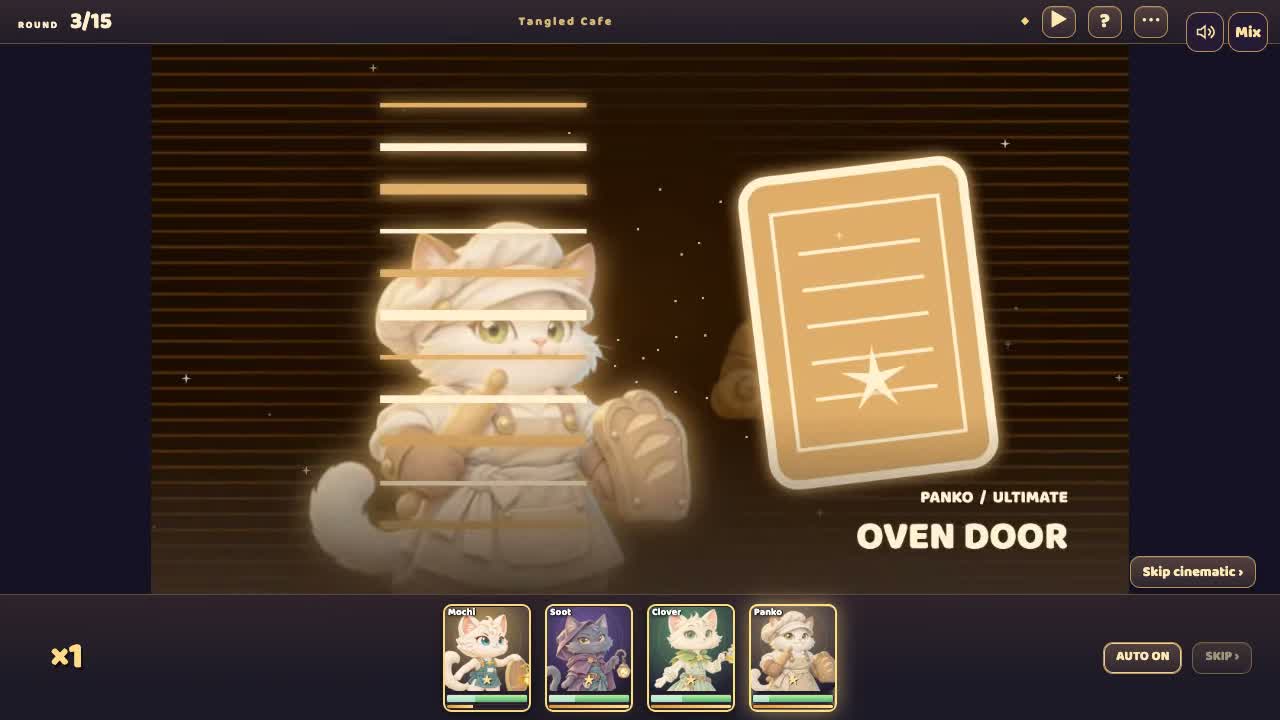 ROUND 3/15
Tangled Cafe
?
...
Mix
PANKO / ULTIMATE
OVEN DOOR
Skip cinematic ›
x1
Mochi
Soot
Clover
Panko
AUTO ON
SKIP ›